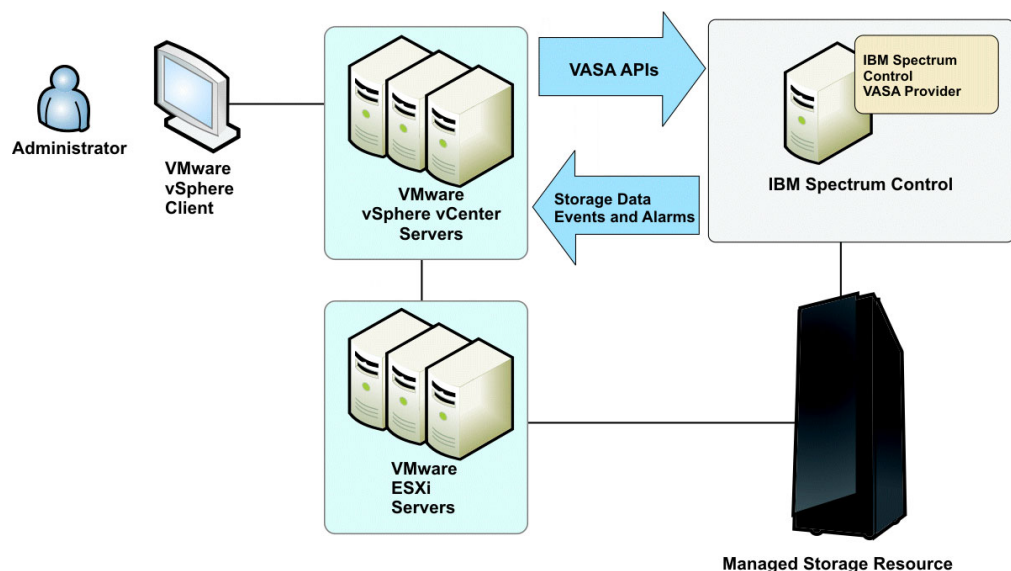 Administrator
VMware
vSphere
Client
VMware
vSphere vCenter
Servers
VASA APIs
Storage Data
Events and Alarms
IBM Spectrum
Control
VASA Provider
IBM Spectrum Control
VMware
ESXi
Servers
Managed Storage Resource